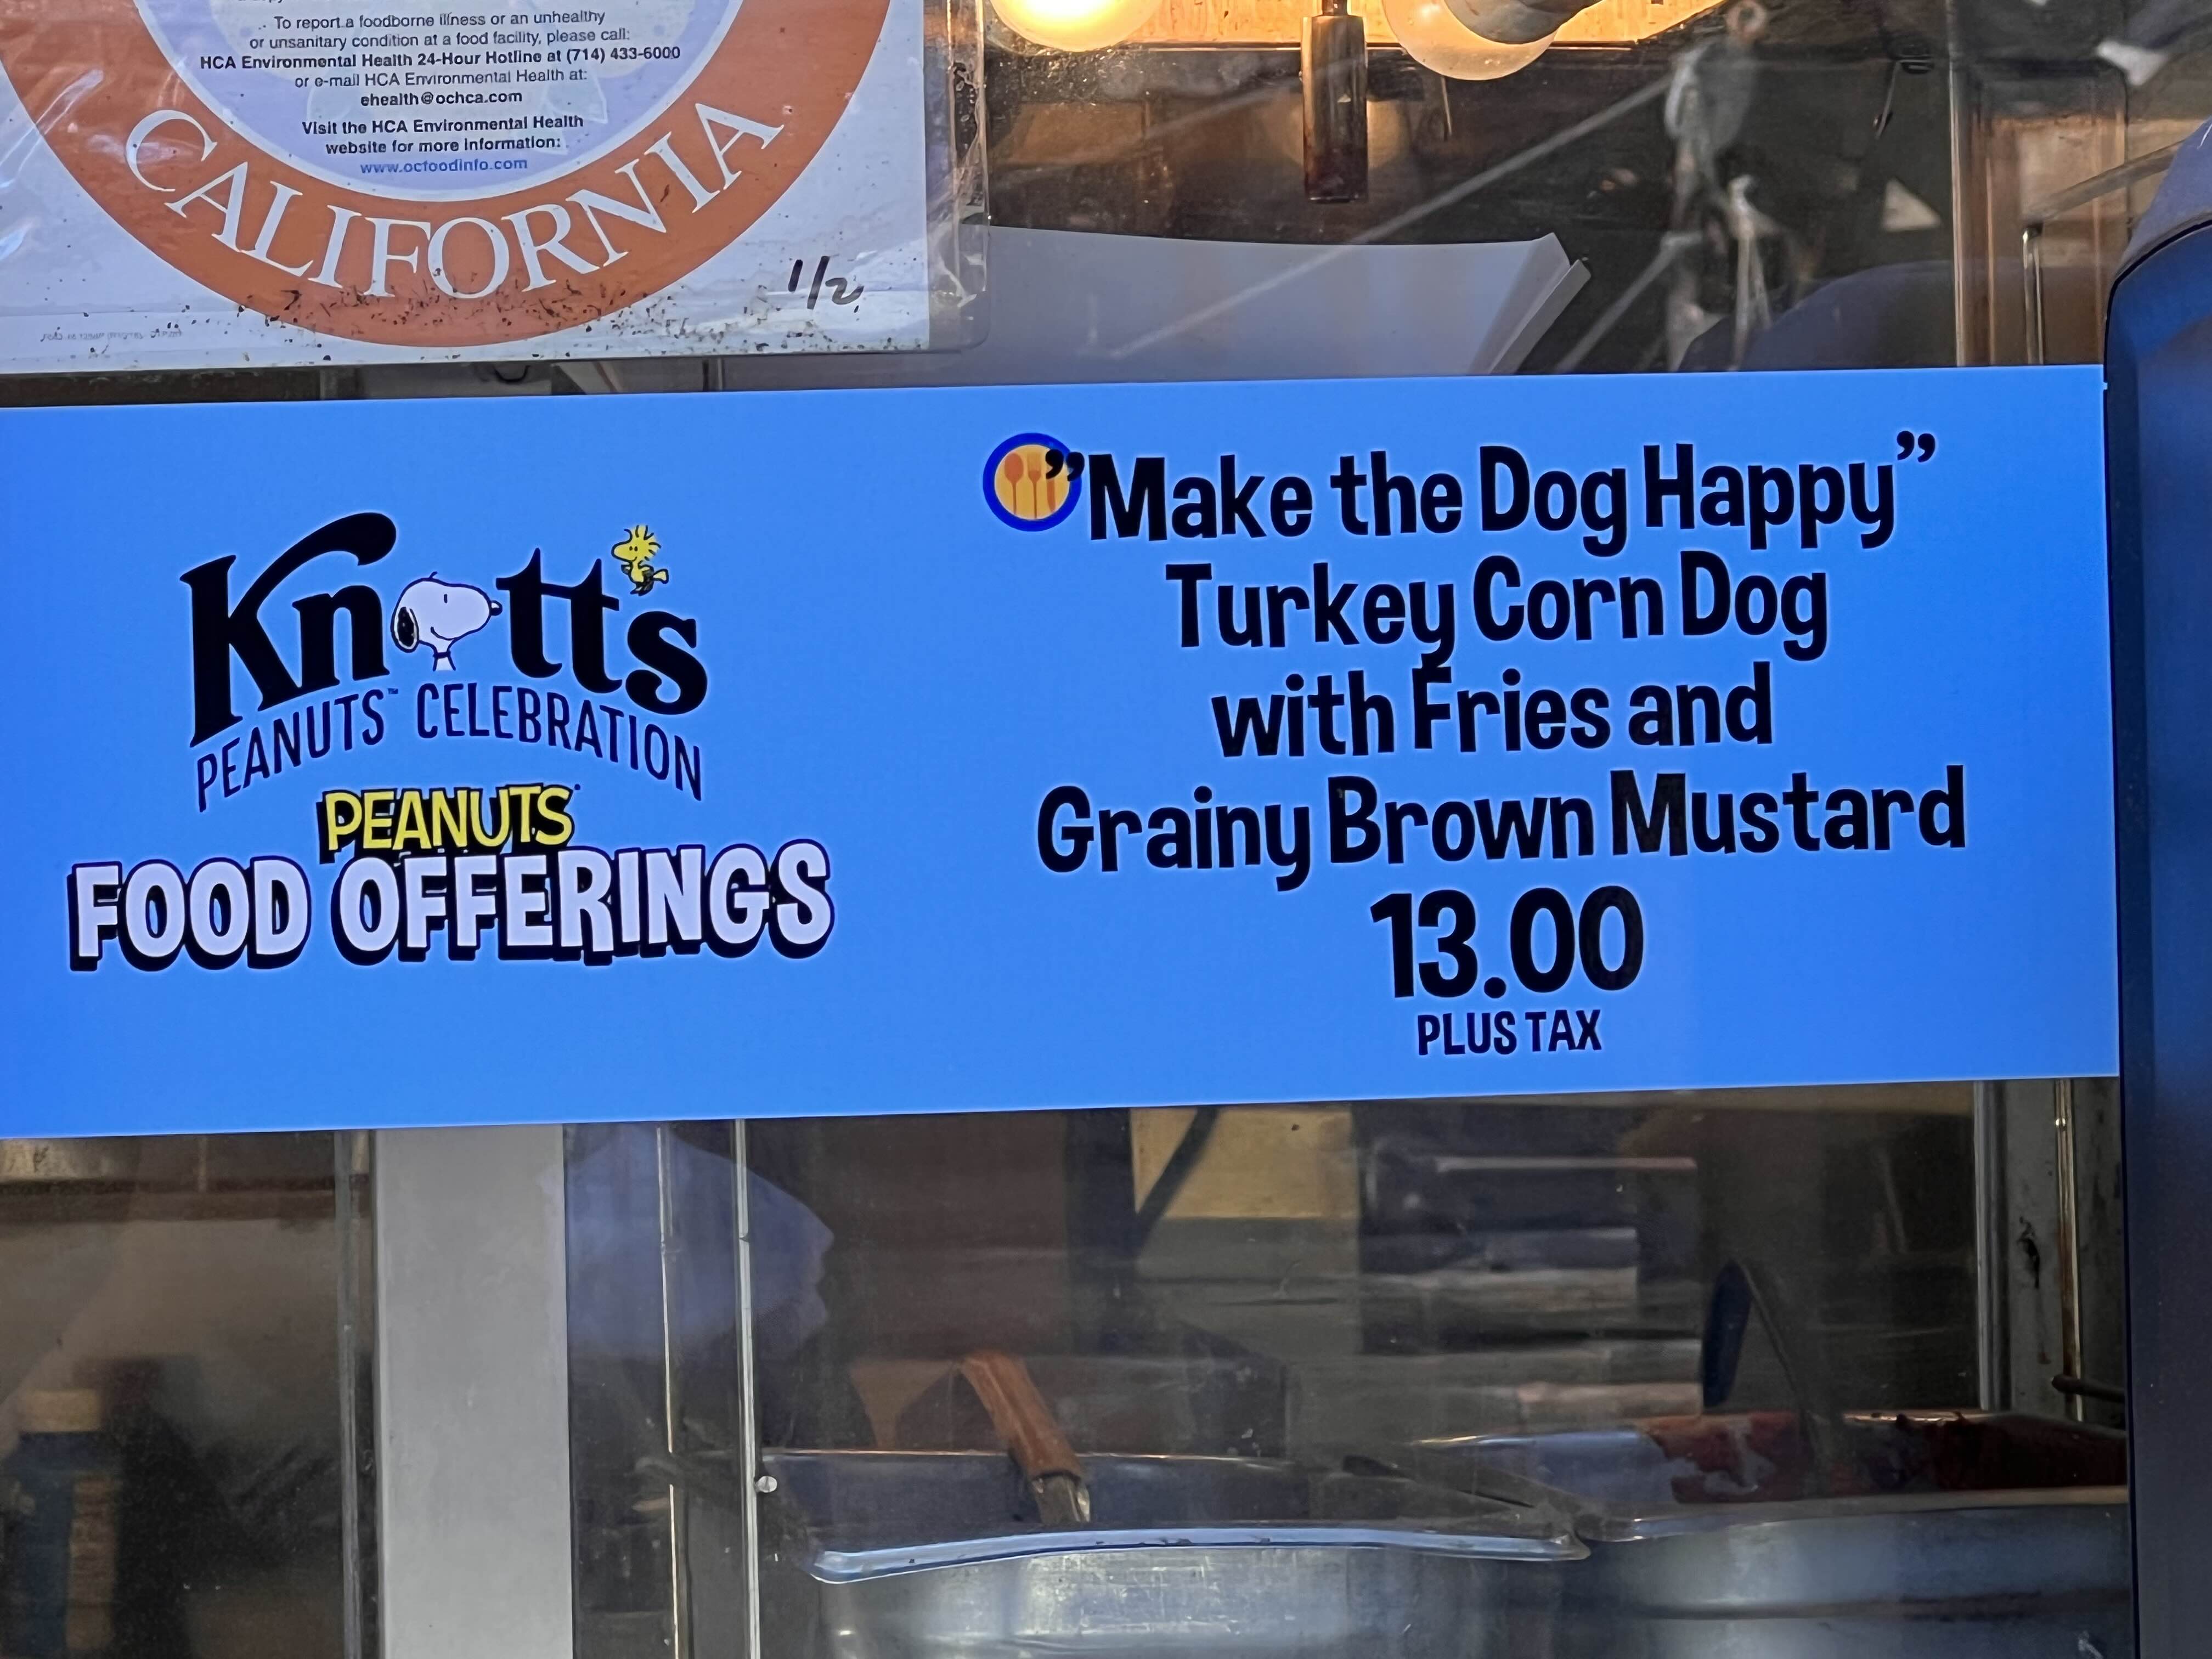 To report a foodborne illness or an unhealthy
or unsanitary condition at a food facility, please call:
HCA Environmental Health 24-Hour Hotline at (714) 433-6000
or e-mail HCA Environmental Health at:
ehealth@ochca.com
Visit the HCA Environmental Health
website for more information:
www.ocfoodinfo.com
CALIFORNIA
1/2
Knott's
PEANUTS™ CELEBRATION
PEANUTS
FOOD OFFERINGS
”Make the Dog Happy”
Turkey Corn Dog
with Fries and
Grainy Brown Mustard
13.00
PLUS TAX